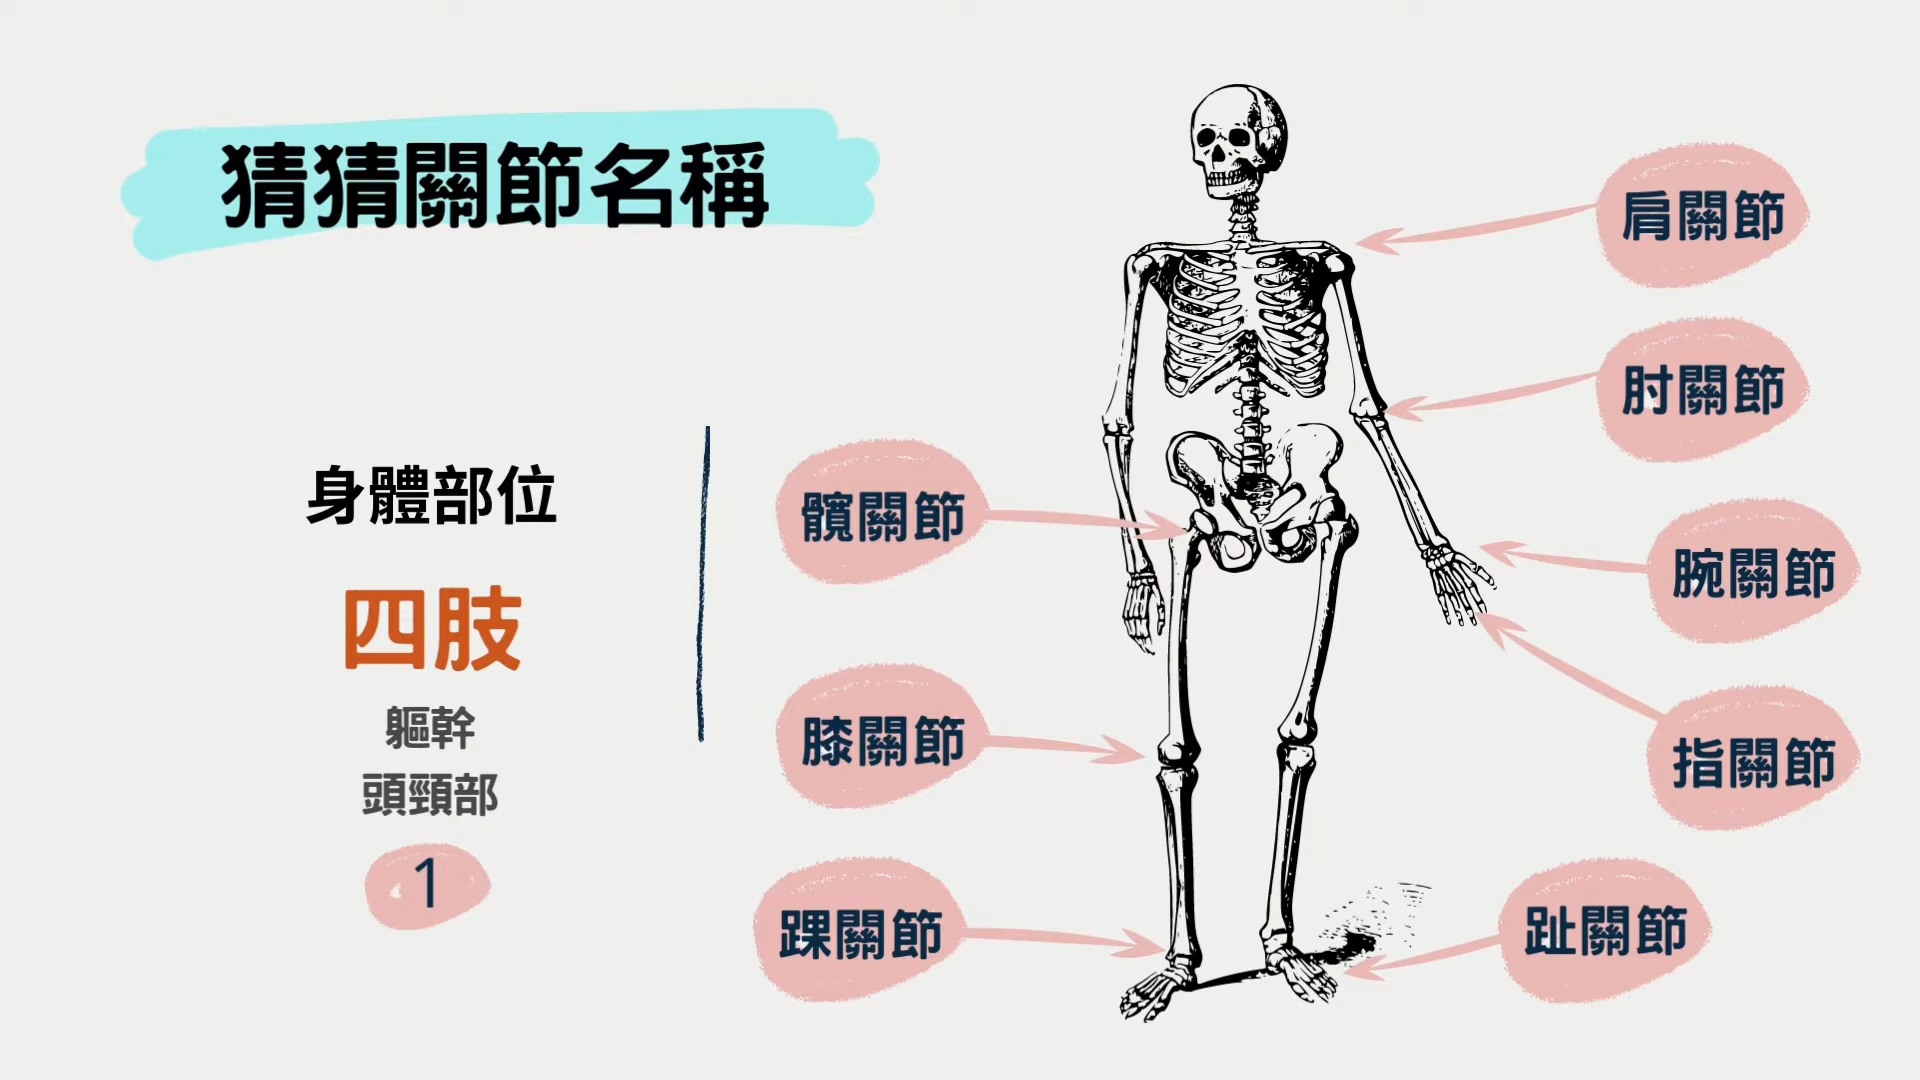 猜猜關節名稱
身體部位
四肢
軀幹
頭頸部
1
髖關節
膝關節
踝關節
肩關節
肘關節
腕關節
指關節
趾關節